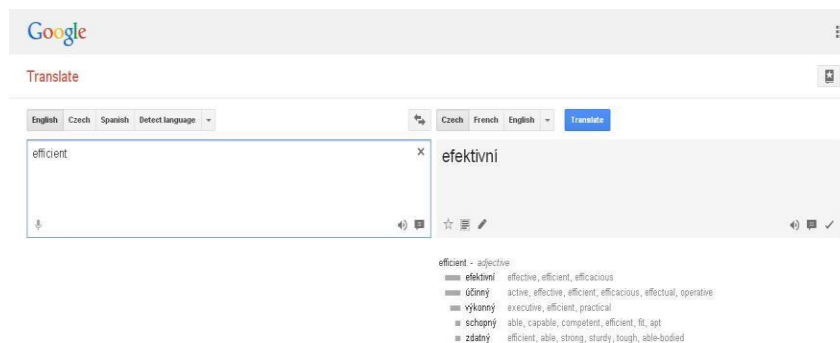 Google
Translate
English Czech Spanish Detect language Czech French English Translate
efficient
efektivní
efficient - adjective
efektivní effective, efficient, efficacious
účinný active, effective, efficient, efficacious, effectual, operative
výkonný executive, efficient, practical
schopný able, capable, competent, efficient, fit, apt
zdatný efficient, able, strong, sturdy, tough, able-bodied